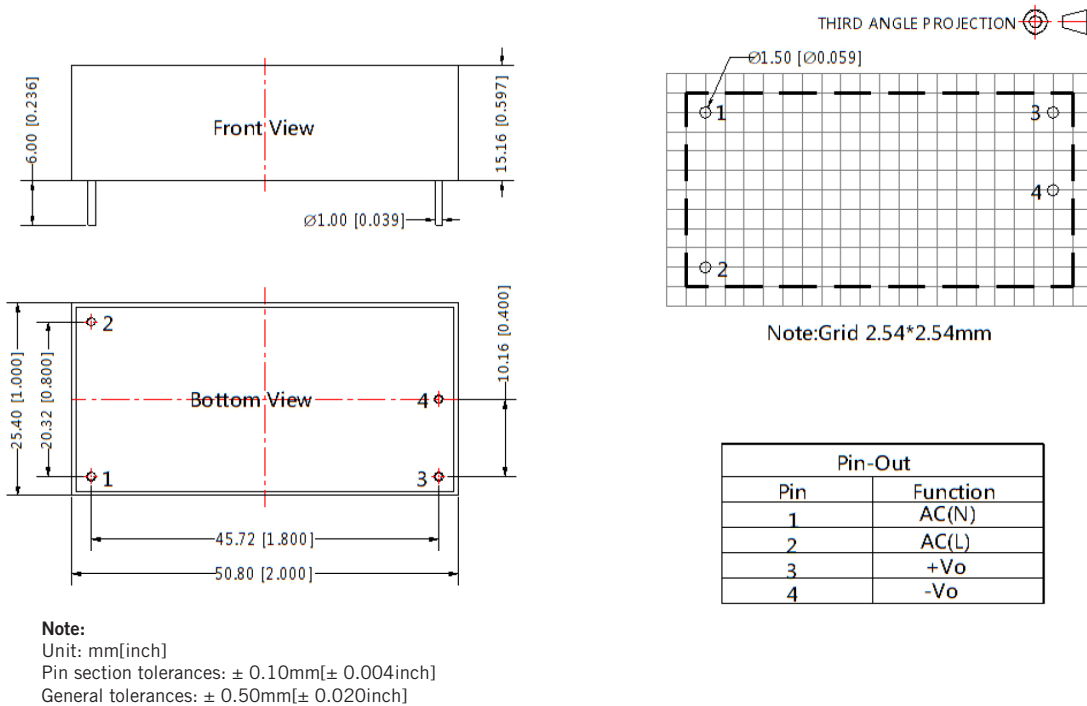 THIRD ANGLE PROJECTION
6.00 [0.236]
Front View
15.16 [0.597]
Ø1.00 [0.039]
Ø1.50 [Ø0.059]
1
3
4
2
Note:Grid 2.54*2.54mm
25.40 [1.000]
20.32 [0.800]
2
Bottom View
4
10.16 [0.400]
1
3
45.72 [1.800]
50.80 [2.000]
Pin-Out
Pin Function
1 AC(N)
2 AC(L)
3 +Vo
4 -Vo
Note:
Unit: mm[inch]
Pin section tolerances: ± 0.10mm[± 0.004inch]
General tolerances: ± 0.50mm[± 0.020inch]